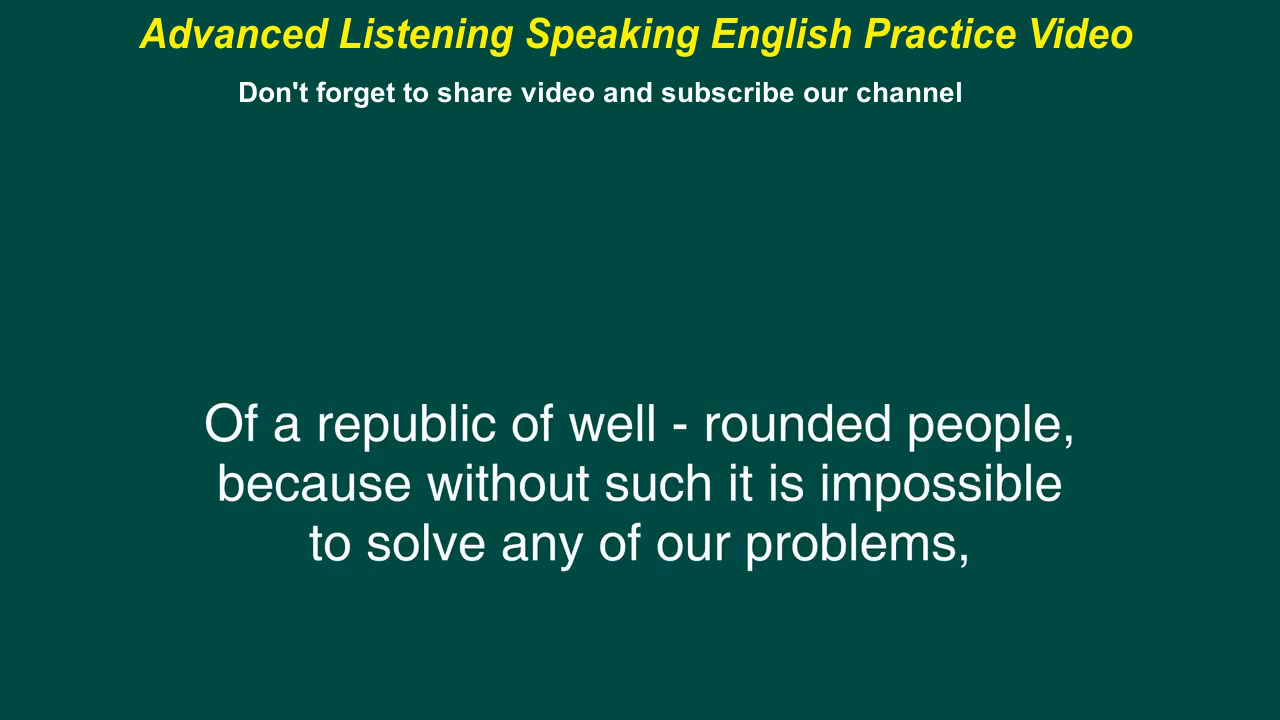 Advanced Listening Speaking English Practice Video
Don't forget to share video and subscribe our channel
Of a republic of well - rounded people,
because without such it is impossible
to solve any of our problems,